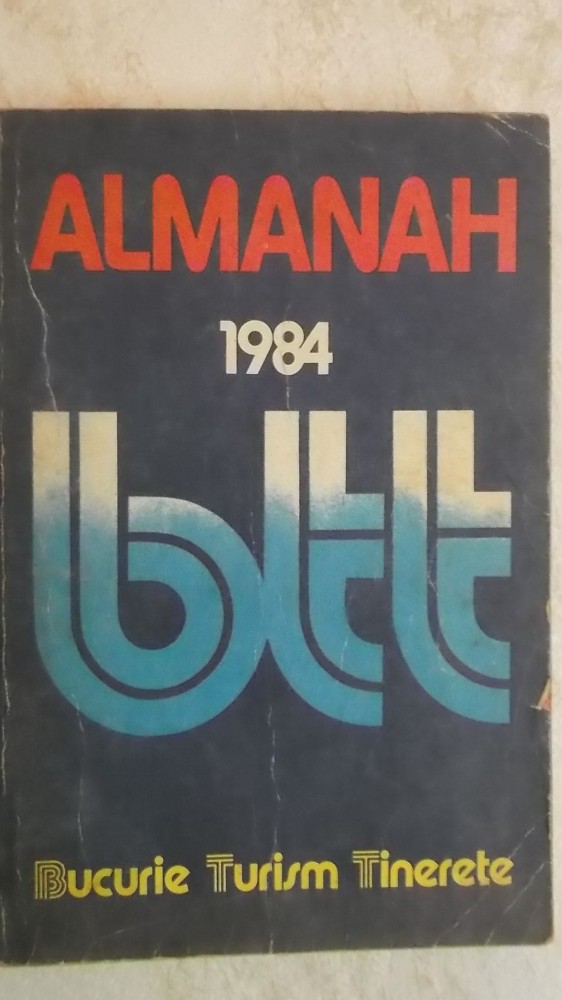 ALMANAH
1984
btt
Bucurie Turism Tinerete